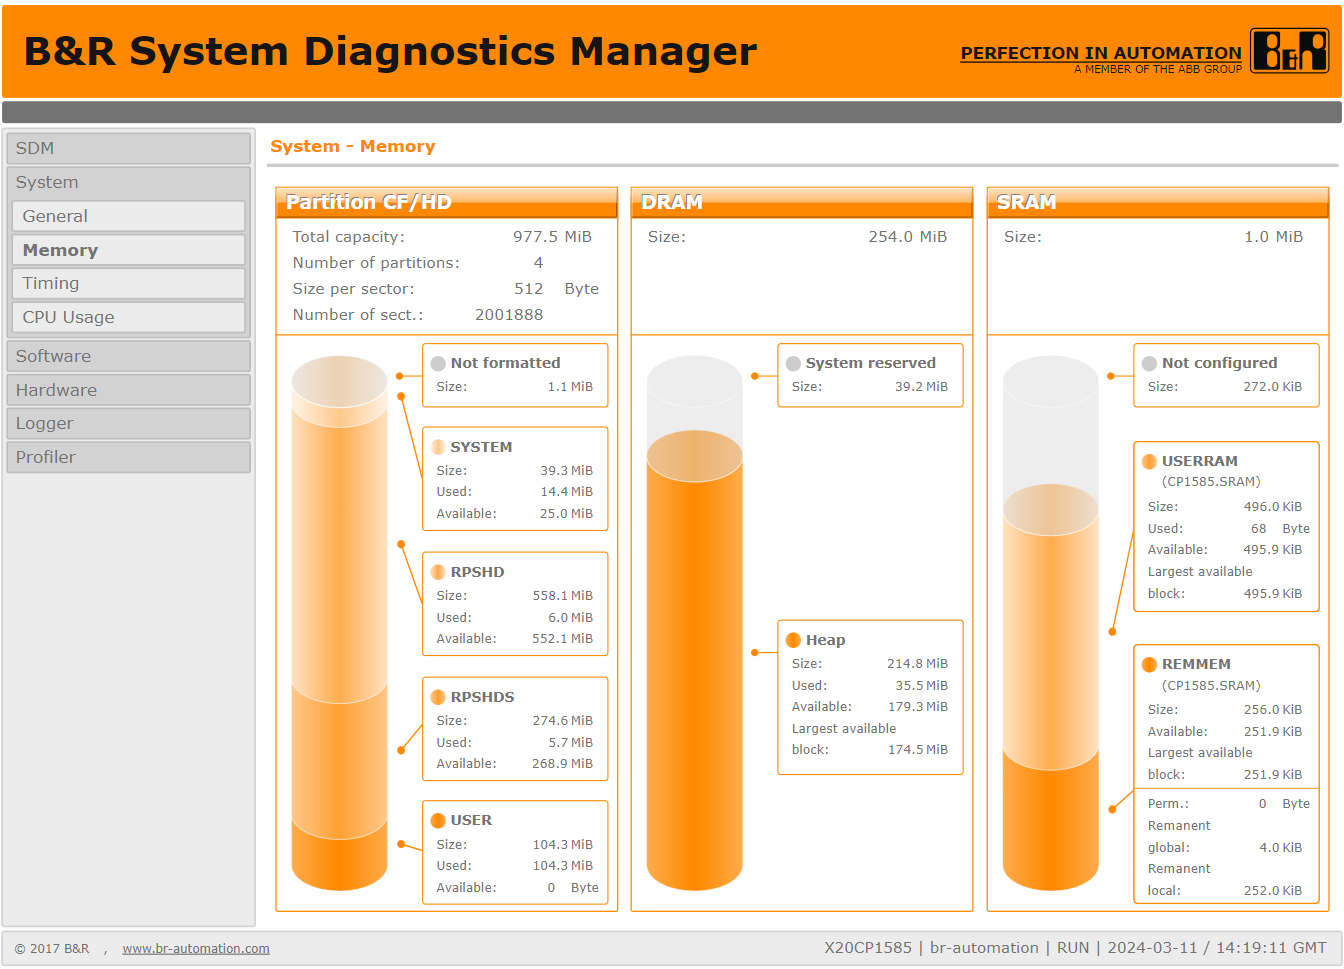 B&R System Diagnostics Manager
PERFECTION IN AUTOMATION
A MEMBER OF THE ABB GROUP
B&R
SDM
System
General
Memory
Timing
CPU Usage
Software
Hardware
Logger
Profiler
System - Memory
Partition CF/HD
Total capacity: 977.5 MiB
Number of partitions: 4
Size per sector: 512 Byte
Number of sect.: 2001888
Not formatted
Size: 1.1 MiB
SYSTEM
Size: 39.3 MiB
Used: 14.4 MiB
Available: 25.0 MiB
RPSHD
Size: 558.1 MiB
Used: 6.0 MiB
Available: 552.1 MiB
RPSHDS
Size: 274.6 MiB
Used: 5.7 MiB
Available: 268.9 MiB
USER
Size: 104.3 MiB
Used: 104.3 MiB
Available: 0 Byte
DRAM
Size: 254.0 MiB
System reserved
Size: 39.2 MiB
Heap
Size: 214.8 MiB
Used: 35.5 MiB
Available: 179.3 MiB
Largest available
block: 174.5 MiB
SRAM
Size: 1.0 MiB
Not configured
Size: 272.0 KiB
USERRAM
(CP1585.SRAM)
Size: 496.0 KiB
Used: 68 Byte
Available: 495.9 KiB
Largest available
block: 495.9 KiB
REMMEM
(CP1585.SRAM)
Size: 256.0 KiB
Available: 251.9 KiB
Largest available
block: 251.9 KiB
Perm.: 0 Byte
Remanent
global: 4.0 KiB
Remanent
local: 252.0 KiB
© 2017 B&R , www.br-automation.com
X20CP1585 | br-automation | RUN | 2024-03-11 / 14:19:11 GMT